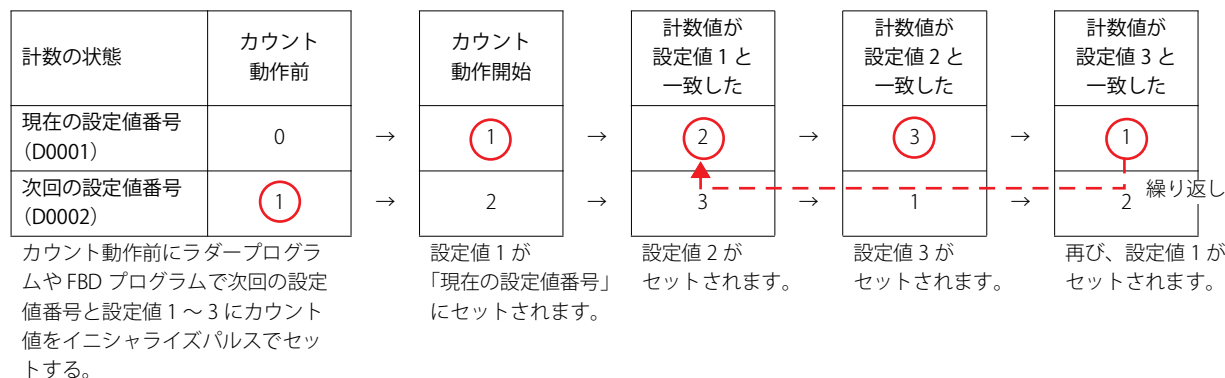 計数の状態
カウント
動作前
カウント
動作開始
計数値が
設定値 1 と
一致した
計数値が
設定値 2 と
一致した
計数値が
設定値 3 と
一致した
現在の設定値番号
（D0001）
0
→
1
→
2
→
3
→
1
次回の設定値番号
（D0002）
1
→
2
→
3
→
1
→
2
繰り返し
カウント動作前にラダープログラ
ムや FBD プログラムで次回の設定
値番号と設定値 1 ～ 3 にカウント
値をイニシャライズパルスでセッ
トする。
設定値 1 が
「現在の設定値番号」
にセットされます。
設定値 2 が
セットされます。
設定値 3 が
セットされます。
再び、設定値 1 が
セットされます。